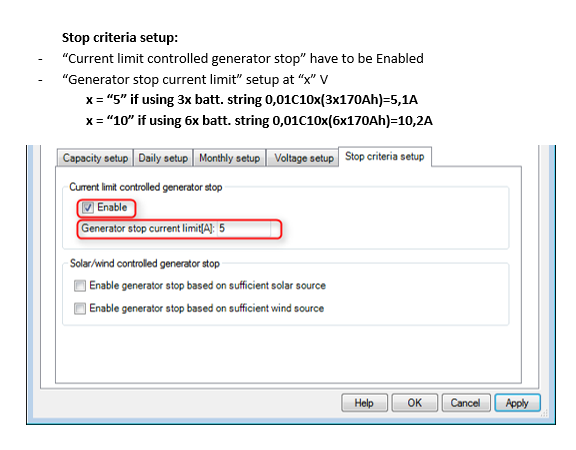 Stop criteria setup:
- “Current limit controlled generator stop” have to be Enabled
- “Generator stop current limit” setup at “x” V
x = “5” if using 3x batt. string 0,01C10x(3x170Ah)=5,1A
x = “10” if using 6x batt. string 0,01C10x(6x170Ah)=10,2A
Capacity setup Daily setup Monthly setup Voltage setup Stop criteria setup
Current limit controlled generator stop
Enable
Generator stop current limit[A]: 5
Solar/wind controlled generator stop
Enable generator stop based on sufficient solar source
Enable generator stop based on sufficient wind source
Help OK Cancel Apply